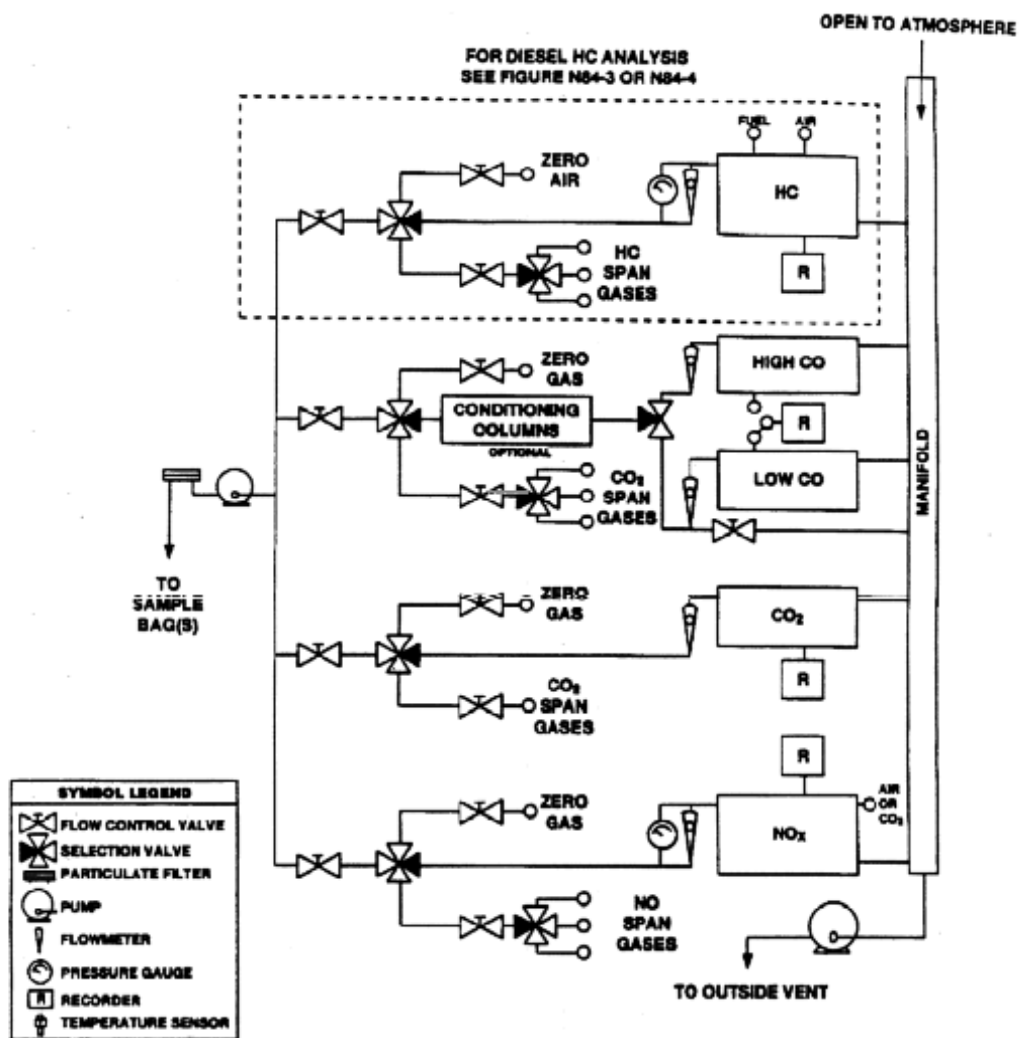 OPEN TO ATMOSPHERE
FOR DIESEL HC ANALYSIS
SEE FIGURE N84-3 OR N84-4
FUEL
AIR
ZERO
AIR
HC
HC
SPAN
GASES
R
ZERO
GAS
HIGH CO
CONDITIONING
COLUMNS
OPTIONAL
R
CO₂
SPAN
GASES
LOW CO
MANIFOLD
TO
SAMPLE
BAG(S)
ZERO
GAS
CO₂
R
CO₂
SPAN
GASES
R
ZERO
GAS
NOX
AIR
OR
CO₂
NO
SPAN
GASES
TO OUTSIDE VENT
SYMBOL LEGEND
FLOW CONTROL VALVE
SELECTION VALVE
PARTICULATE FILTER
PUMP
FLOWMETER
PRESSURE GAUGE
R RECORDER
TEMPERATURE SENSOR